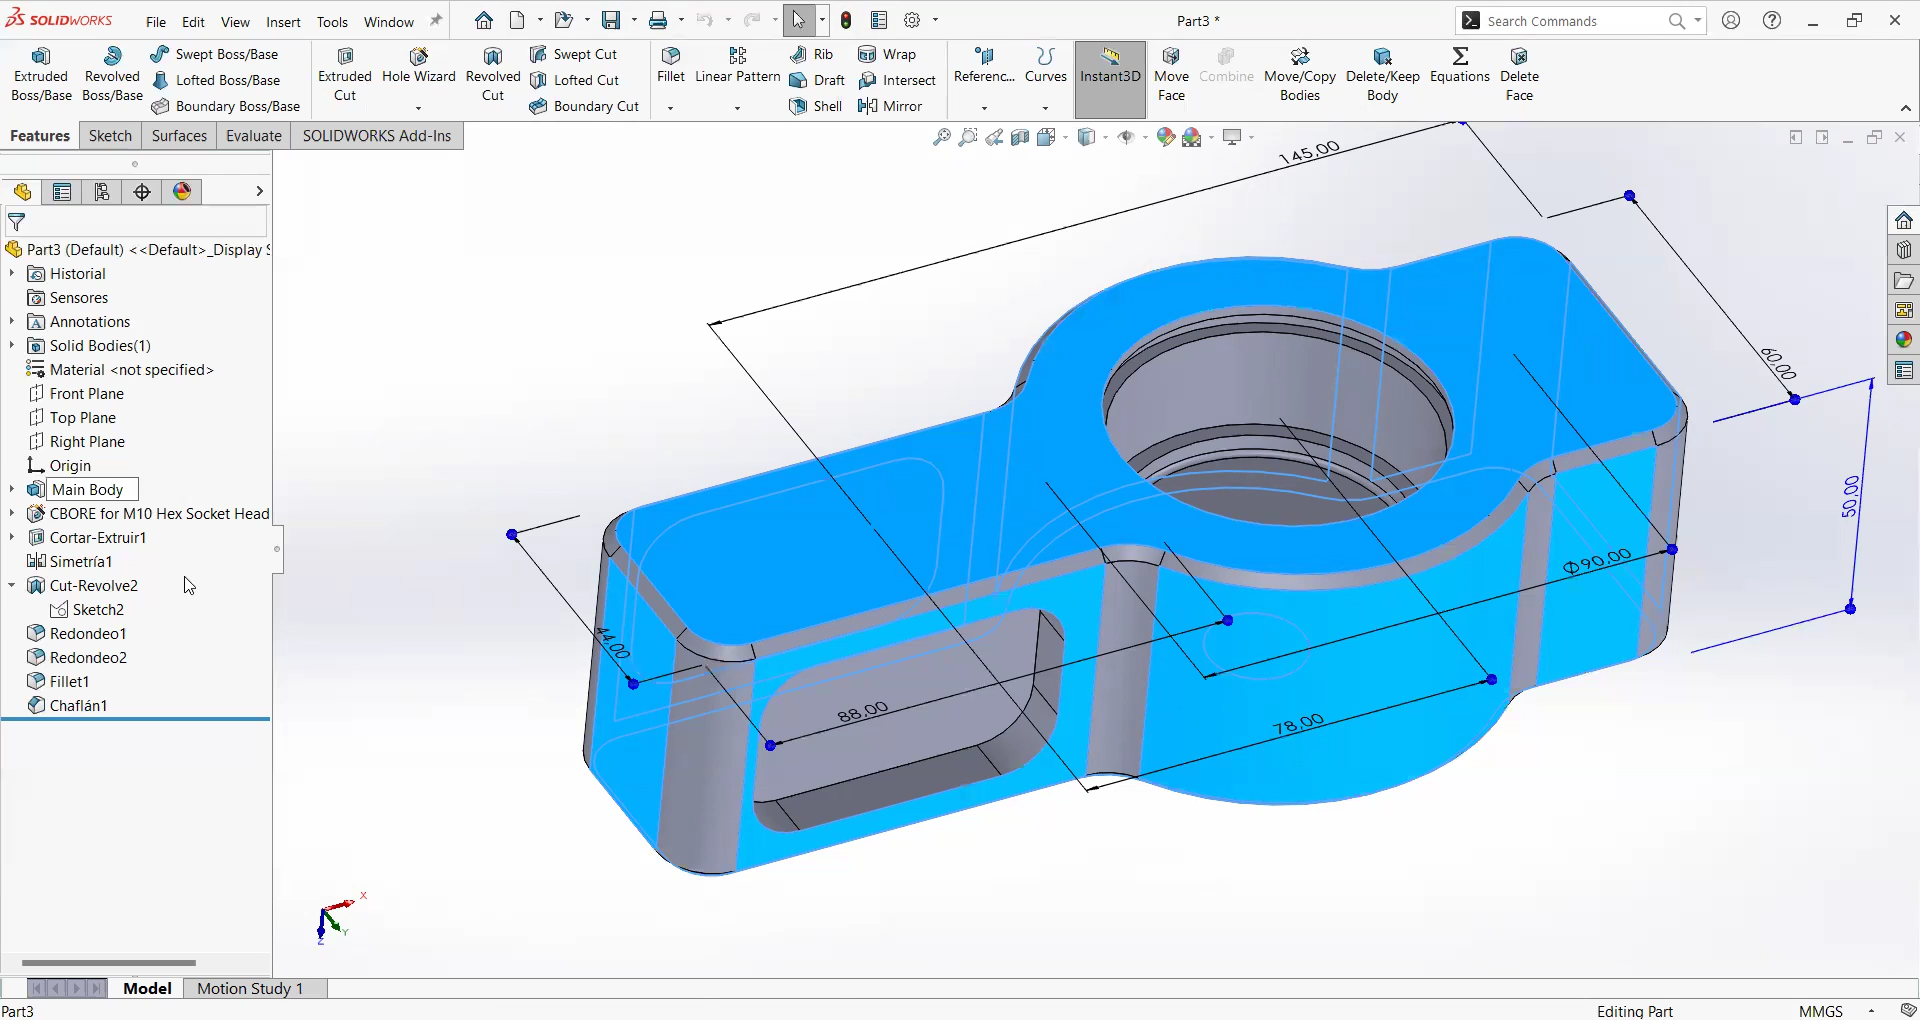 SOLIDWORKS File Edit View Insert Tools Window Part3 * Search Commands
Extruded Boss/Base
Revolved Boss/Base
Swept Boss/Base
Lofted Boss/Base
Boundary Boss/Base
Extruded Cut
Hole Wizard
Revolved Cut
Swept Cut
Lofted Cut
Boundary Cut
Fillet
Linear Pattern
Rib
Draft
Shell
Wrap
Intersect
Mirror
Referenc...
Curves
Instant3D
Move Face
Combine
Move/Copy Bodies
Delete/Keep Body
Equations
Delete Face
Features Sketch Surfaces Evaluate SOLIDWORKS Add-Ins
Part3 (Default) <<Default>_Display S
Historial
Sensores
Annotations
Solid Bodies(1)
Material <not specified>
Front Plane
Top Plane
Right Plane
Origin
Main Body
CBORE for M10 Hex Socket Head
Cortar-Extruir1
Simetría1
Cut-Revolve2
Sketch2
Redondeo1
Redondeo2
Fillet1
Chaflán1
145,00
60,00
50,00
Φ90,00
44,00
88,00
78,00
X
Y
Z
Model Motion Study 1
Part3 Editing Part MMGS